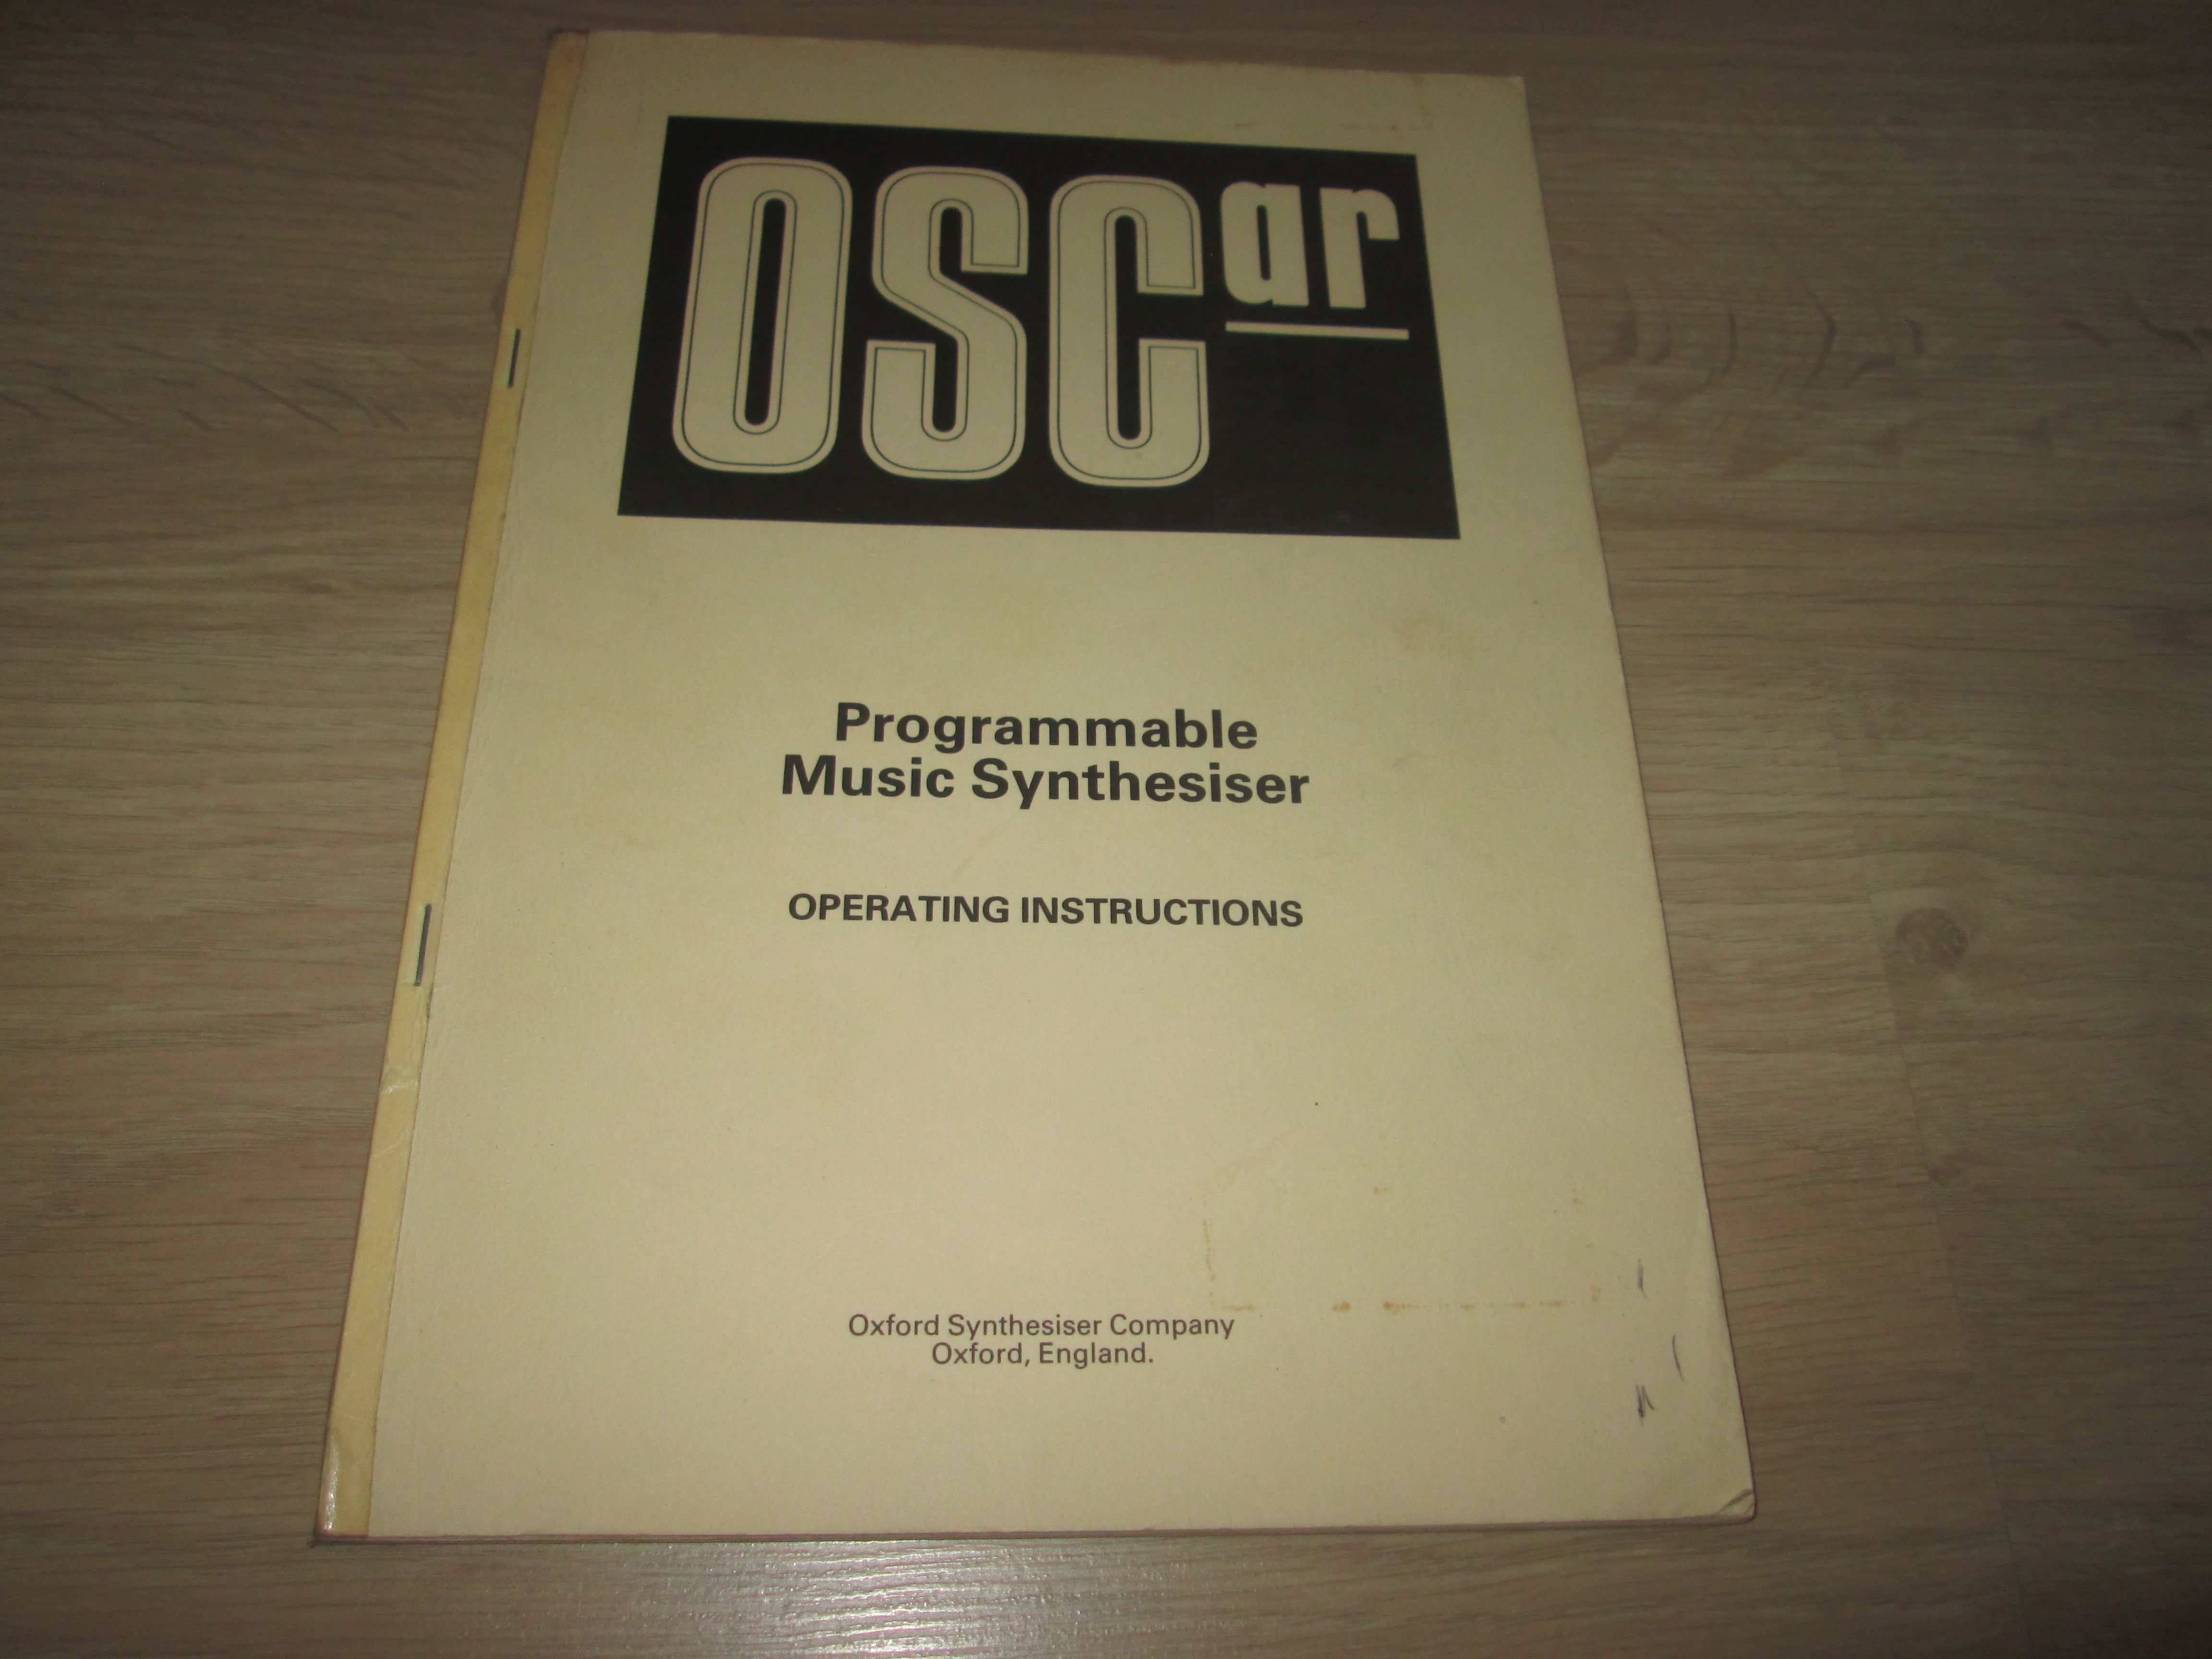 OSCar
Programmable
Music Synthesiser
OPERATING INSTRUCTIONS
Oxford Synthesiser Company
Oxford, England.